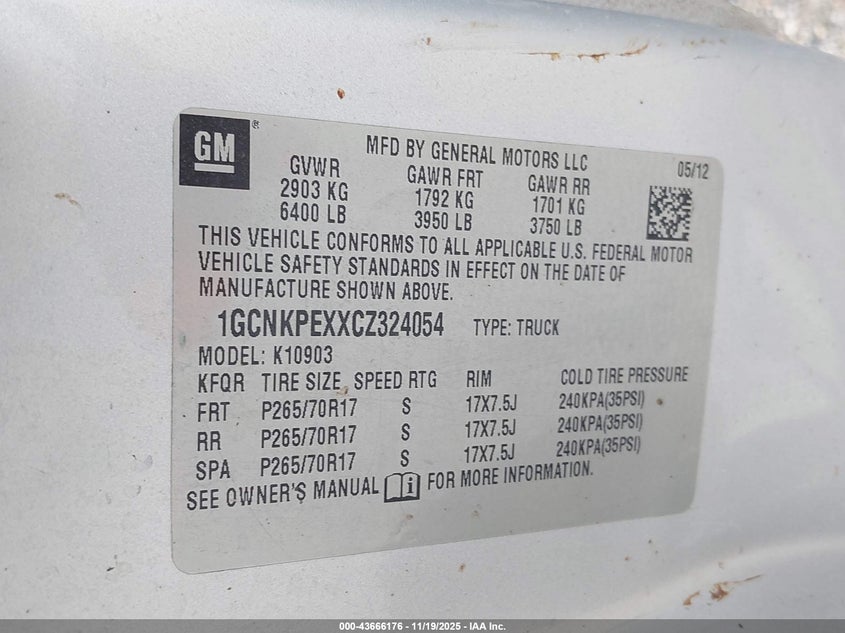 GM ®
MFD BY GENERAL MOTORS LLC 05/12
GVWR GAWR FRT GAWR RR
2903 KG 1792 KG 1701 KG
6400 LB 3950 LB 3750 LB
THIS VEHICLE CONFORMS TO ALL APPLICABLE U.S. FEDERAL MOTOR
VEHICLE SAFETY STANDARDS IN EFFECT ON THE DATE OF
MANUFACTURE SHOWN ABOVE.
1GCNKPEXXCZ324054 TYPE: TRUCK
MODEL: K10903
KFQR TIRE SIZE SPEED RTG RIM COLD TIRE PRESSURE
FRT P265/70R17 S 17X7.5J 240KPA(35PSI)
RR P265/70R17 S 17X7.5J 240KPA(35PSI)
SPA P265/70R17 S 17X7.5J 240KPA(35PSI)
SEE OWNER'S MANUAL FOR MORE INFORMATION.
000-43666176 - 11/19/2025 - IAA Inc.